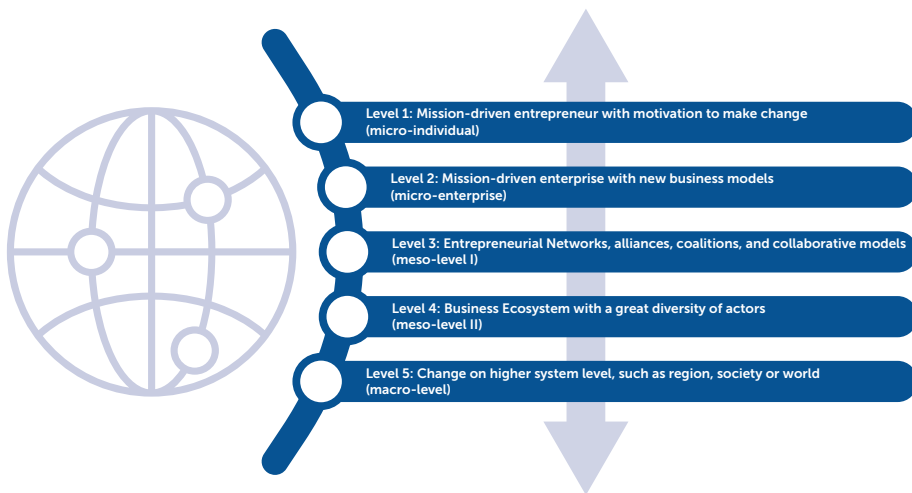 Level 1: Mission-driven entrepreneur with motivation to make change
(micro-individual)
Level 2: Mission-driven enterprise with new business models
(micro-enterprise)
Level 3: Entrepreneurial Networks, alliances, coalitions, and collaborative models
(meso-level I)
Level 4: Business Ecosystem with a great diversity of actors
(meso-level II)
Level 5: Change on higher system level, such as region, society or world
(macro-level)